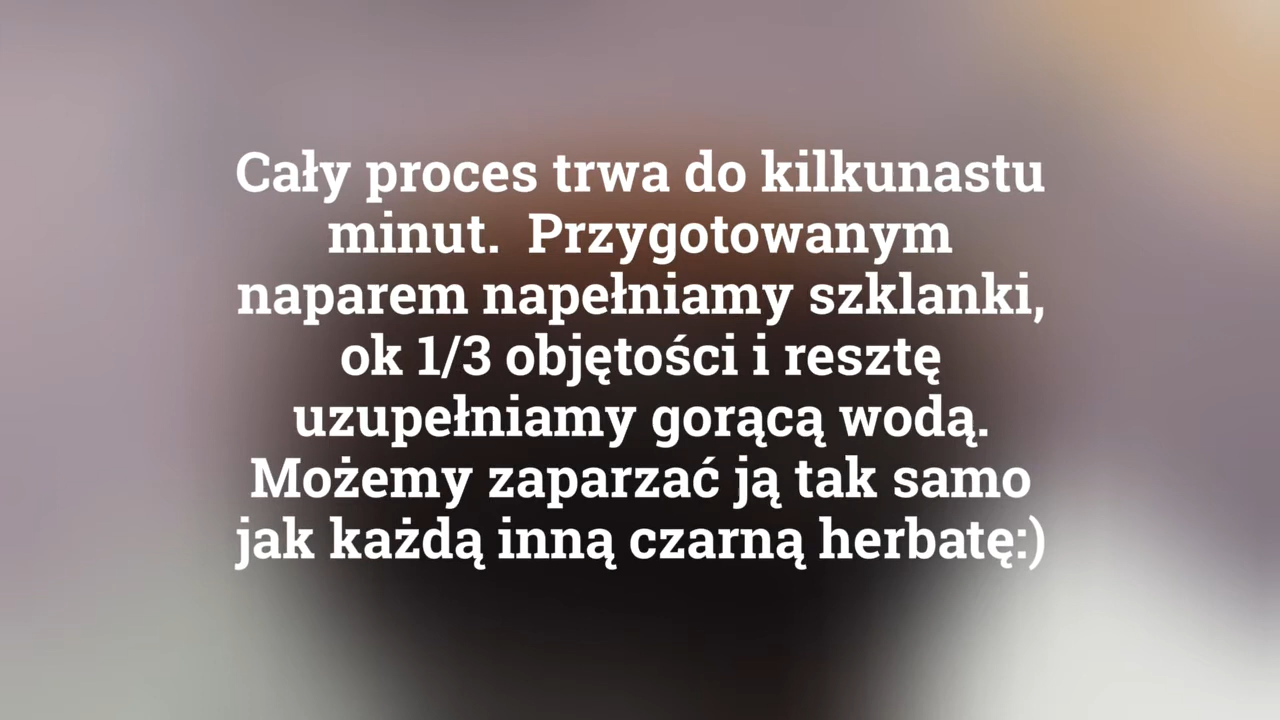 Cały proces trwa do kilkunastu
minut.  Przygotowanym
naparem napełniamy szklanki,
ok 1/3 objętości i resztę
uzupełniamy gorącą wodą.
Możemy zaparzać ją tak samo
jak każdą inną czarną herbatę:)